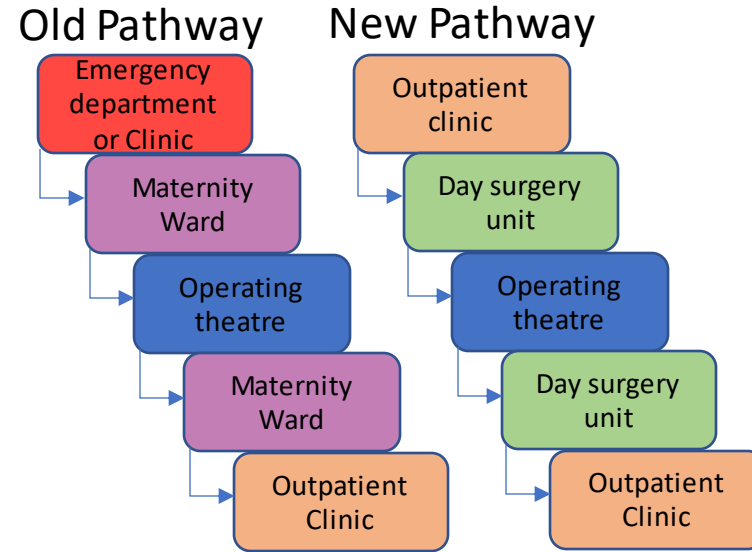 Old Pathway
Emergency
department
or Clinic
Maternity
Ward
Operating
theatre
Maternity
Ward
Outpatient
Clinic
New Pathway
Outpatient
clinic
Day surgery
unit
Operating
theatre
Day surgery
unit
Outpatient
Clinic